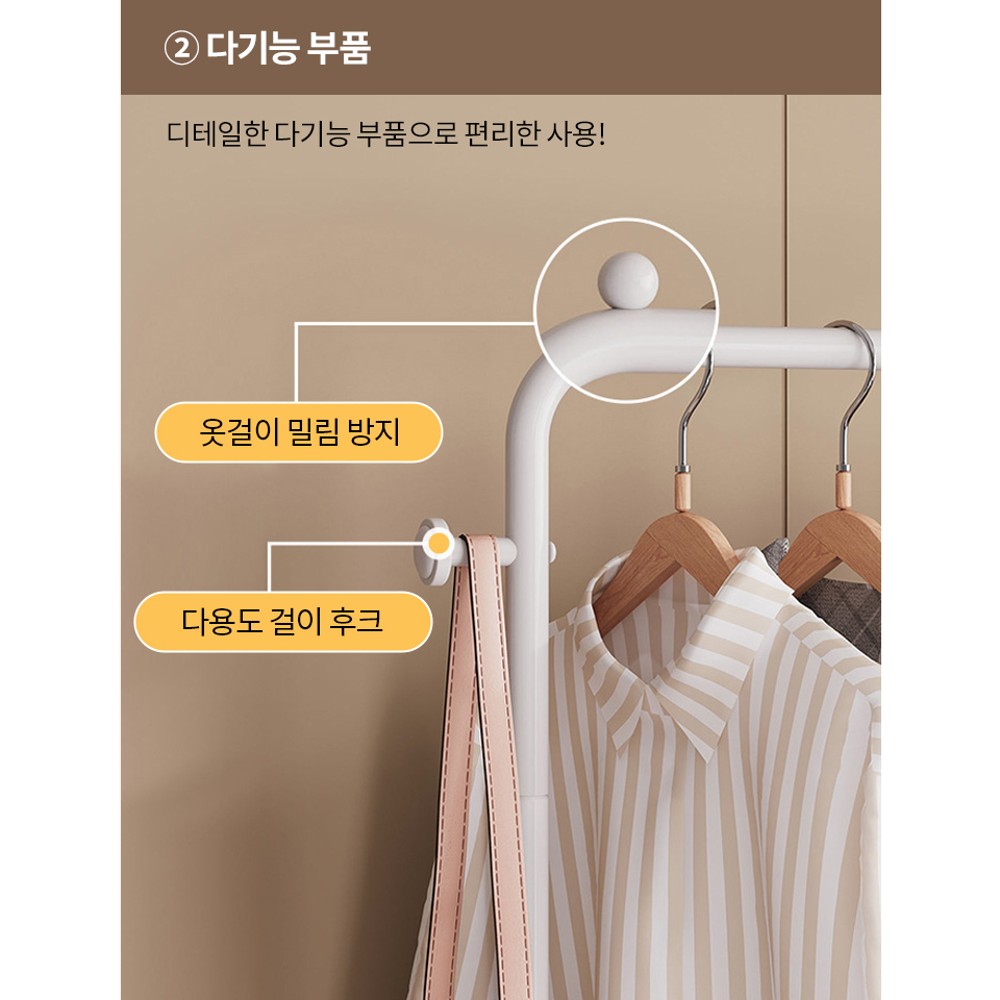 ② 다기능 부품
디테일한 다기능 부품으로 편리한 사용!
옷걸이 밀림 방지
다용도 걸이 후크